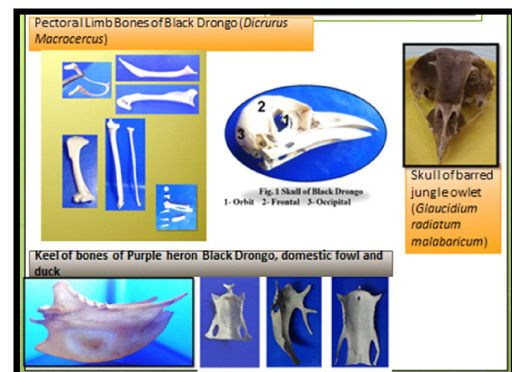 Pectoral Limb Bones of Black Drongo (Dicrurus
Macrocercus)
2
1
3
Fig. 1 Skull of Black Drongo
1- Orbit 2- Frontal 3- Occipital
Skull of barred
jungle owlet
(Glaucidium
radiatum
malabaricum)
Keel of bones of Purple heron Black Drongo, domestic fowl and
duck